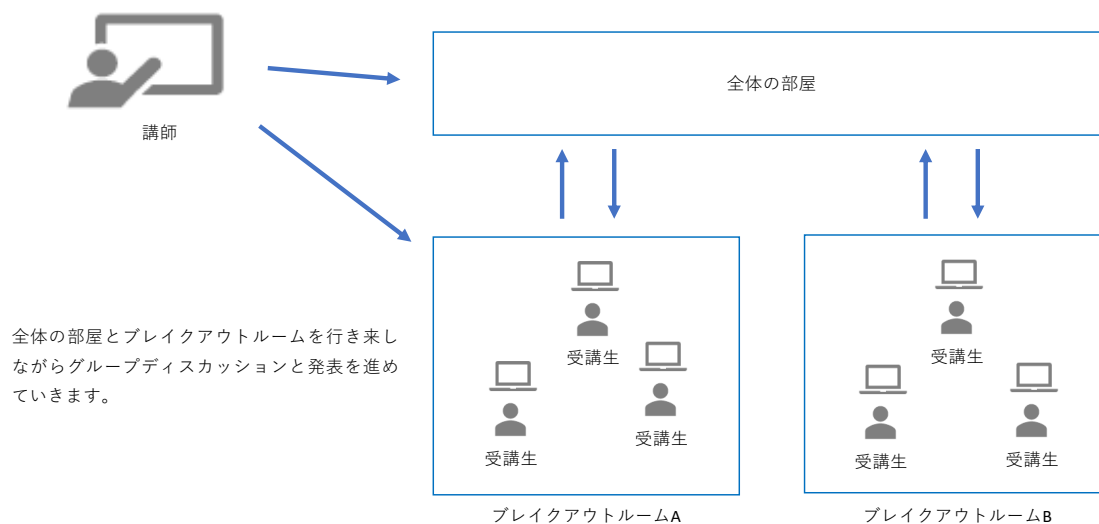 講師
全体の部屋
全体の部屋とブレイクアウトルームを行き来し
ながらグループディスカッションと発表を進め
ていきます。
受講生
受講生
受講生
ブレイクアウトルームA
受講生
受講生
受講生
ブレイクアウトルームB